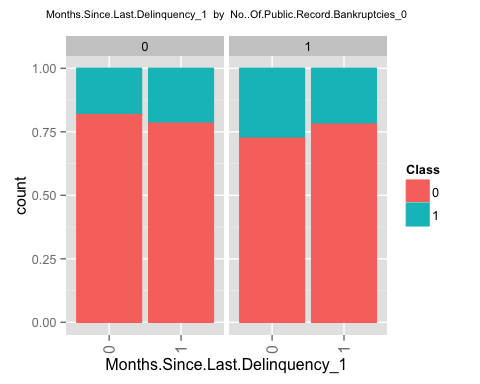 Months.Since.Last.Delinquency_1 by No..Of.Public.Record.Bankruptcies_0
0 1
1.00
0.75
0.50
0.25
0.00
count
0 1 0 1
Months.Since.Last.Delinquency_1
Class
0
1